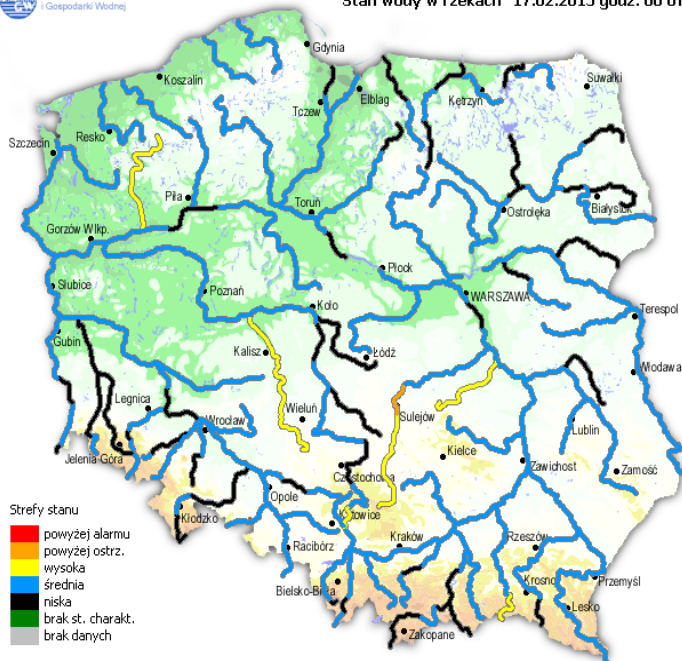 i Gospodarki Wodnej
Stan wody w rzekach 17.02.2015 godz. 06
Gdynia
Koszalin
Suwałki
Elbląg
Kętrzyn
Tczew
Resko
Szczecin
Piła
Toruń
Ostrołęka
Białystok
Gorzów Wlkp.
Płock
Słubice
Poznań
Koło
WARSZAWA
Terespol
Gubin
Kalisz
Łódź
Włodawa
Legnica
Wieluń
Sulejów
Wrocław
Lublin
Jelenia Góra
Kielce
Częstochowa
Zawichost
Zamość
Opole
Strefy stanu
Kłodzko
Katowice
powyżej alarmu
Kraków
Rzeszów
powyżej ostrz.
Racibórz
wysoka
Przemyśl
średnia
Bielsko-Biała
Krosno
niska
Lesko
brak st. charakt.
Zakopane
brak danych